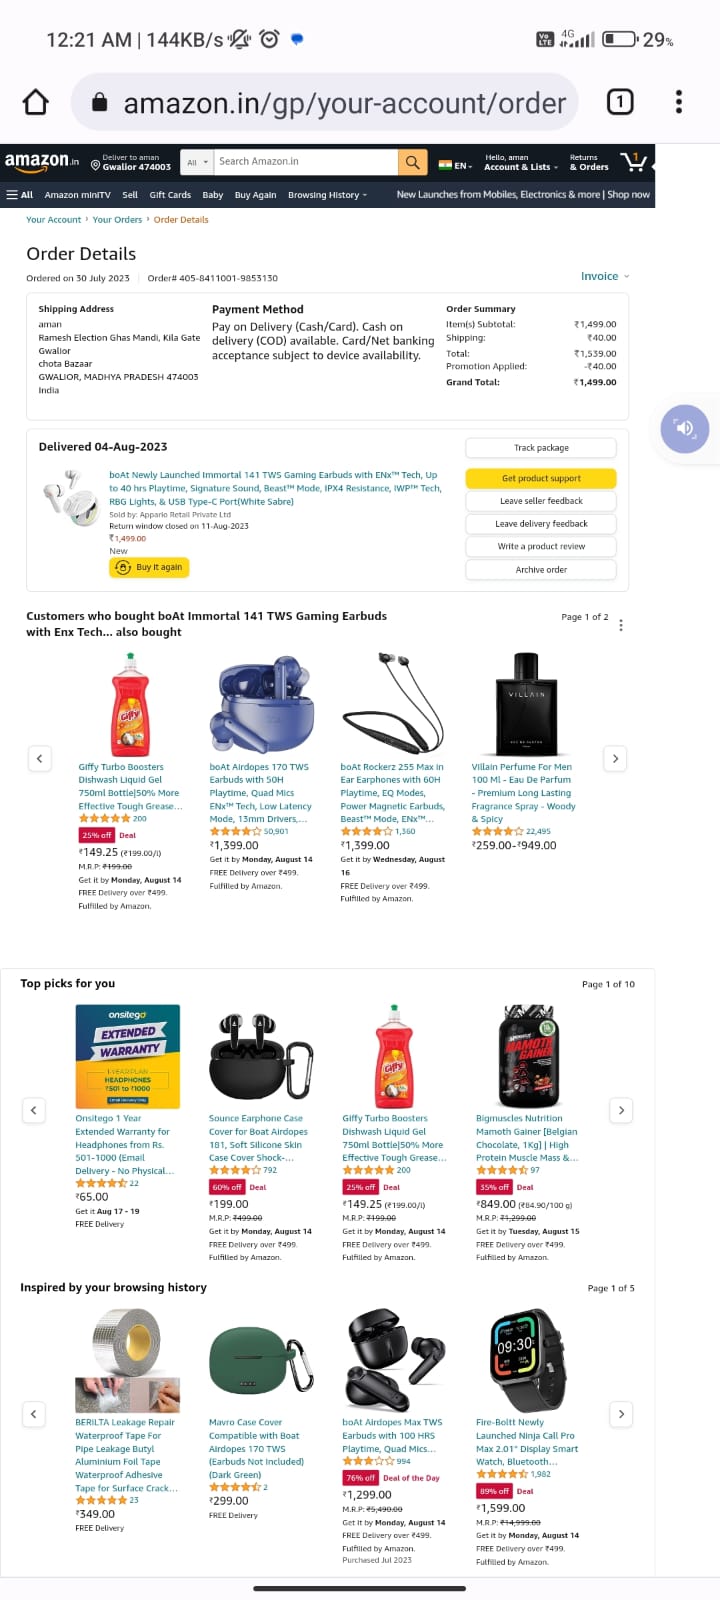 12:21 AM | 144KB/s
Vo LTE 4G 29%
amazon.in/gp/your-account/order
1
amazon.in
Deliver to aman
Gwalior 474003
All
Search Amazon.in
EN
Hello, aman
Account & Lists
Returns
& Orders
1
All Amazon miniTV Sell Gift Cards Baby Buy Again Browsing History New Launches from Mobiles, Electronics & more | Shop now
Your Account › Your Orders › Order Details
Order Details
Ordered on 30 July 2023 | Order# 405-8411001-9853130
Invoice
Shipping Address
aman
Ramesh Election Ghas Mandi, Kila Gate
Gwalior
chota Bazaar
GWALIOR, MADHYA PRADESH 474003
India
Payment Method
Pay on Delivery (Cash/Card). Cash on
delivery (COD) available. Card/Net banking
acceptance subject to device availability.
Order Summary
Item(s) Subtotal: ₹1,499.00
Shipping: ₹40.00
Total: ₹1,539.00
Promotion Applied: -₹40.00
Grand Total: ₹1,499.00
Delivered 04-Aug-2023
boAt Newly Launched Immortal 141 TWS Gaming Earbuds with ENx™ Tech, Up
to 40 hrs Playtime, Signature Sound, Beast™ Mode, IPX4 Resistance, IWP™ Tech,
RBG Lights, & USB Type-C Port(White Sabre)
Sold by: Appario Retail Private Ltd
Return window closed on 11-Aug-2023
₹1,499.00
New
Buy it again
Track package
Get product support
Leave seller feedback
Leave delivery feedback
Write a product review
Archive order
Customers who bought boAt Immortal 141 TWS Gaming Earbuds
with Enx Tech... also bought
Page 1 of 2
Giffy
Giffy Turbo Boosters
Dishwash Liquid Gel
750ml Bottle|50% More
Effective Tough Grease...
200
25% off Deal
₹149.25 (₹199.00/l)
M.R.P: ₹199.00
Get it by Monday, August 14
FREE Delivery over ₹499.
Fulfilled by Amazon.
boAt Airdopes 170 TWS
Earbuds with 50H
Playtime, Quad Mics
ENx™ Tech, Low Latency
Mode, 13mm Drivers,...
50,901
₹1,399.00
Get it by Monday, August 14
FREE Delivery over ₹499.
Fulfilled by Amazon.
boAt Rockerz 255 Max in
Ear Earphones with 60H
Playtime, EQ Modes,
Power Magnetic Earbuds,
Beast™ Mode, ENx™...
1,360
₹1,399.00
Get it by Wednesday, August
16
FREE Delivery over ₹499.
Fulfilled by Amazon.
VILLAIN
Villain Perfume For Men
100 Ml - Eau De Parfum
- Premium Long Lasting
Fragrance Spray - Woody
& Spicy
22,495
₹259.00-₹949.00
Top picks for you
Page 1 of 10
onsitego
EXTENDED
WARRANTY
1 YEAR PLAN
HEADPHONES
₹501 to ₹1000
Onsitego 1 Year
Extended Warranty for
Headphones from Rs.
501-1000 (Email
Delivery - No Physical...
22
₹65.00
Get it Aug 17 - 19
FREE Delivery
Sounce Earphone Case
Cover for Boat Airdopes
181, Soft Silicone Skin
Case Cover Shock-...
792
60% off Deal
₹199.00
M.R.P: ₹499.00
Get it by Monday, August 14
FREE Delivery over ₹499.
Fulfilled by Amazon.
Giffy
Giffy Turbo Boosters
Dishwash Liquid Gel
750ml Bottle|50% More
Effective Tough Grease...
200
25% off Deal
₹149.25 (₹199.00/l)
M.R.P: ₹199.00
Get it by Monday, August 14
FREE Delivery over ₹499.
Fulfilled by Amazon.
MAMOTH
GAINER
Bigmuscles Nutrition
Mamoth Gainer [Belgian
Chocolate, 1Kg] | High
Protein Muscle Mass &...
97
35% off Deal
₹849.00 (₹84.90/100 g)
M.R.P: ₹1,299.00
Get it by Tuesday, August 15
FREE Delivery over ₹499.
Fulfilled by Amazon.
Inspired by your browsing history
Page 1 of 5
BERILTA Leakage Repair
Waterproof Tape For
Pipe Leakage Butyl
Aluminium Foil Tape
Waterproof Adhesive
Tape for Surface Crack...
23
₹349.00
FREE Delivery
Mavro Case Cover
Compatible with Boat
Airdopes 170 TWS
(Earbuds Not Included)
(Dark Green)
2
₹299.00
FREE Delivery
boAt Airdopes Max TWS
Earbuds with 100 HRS
Playtime, Quad Mics...
994
76% off Deal of the Day
₹1,299.00
M.R.P: ₹5,490.00
Get it by Monday, August 14
FREE Delivery over ₹499.
Fulfilled by Amazon.
Purchased Jul 2023
09:30
Fire-Boltt Newly
Launched Ninja Call Pro
Max 2.01" Display Smart
Watch, Bluetooth...
1,982
89% off Deal
₹1,599.00
M.R.P: ₹14,999.00
Get it by Monday, August 14
FREE Delivery over ₹499.
Fulfilled by Amazon.